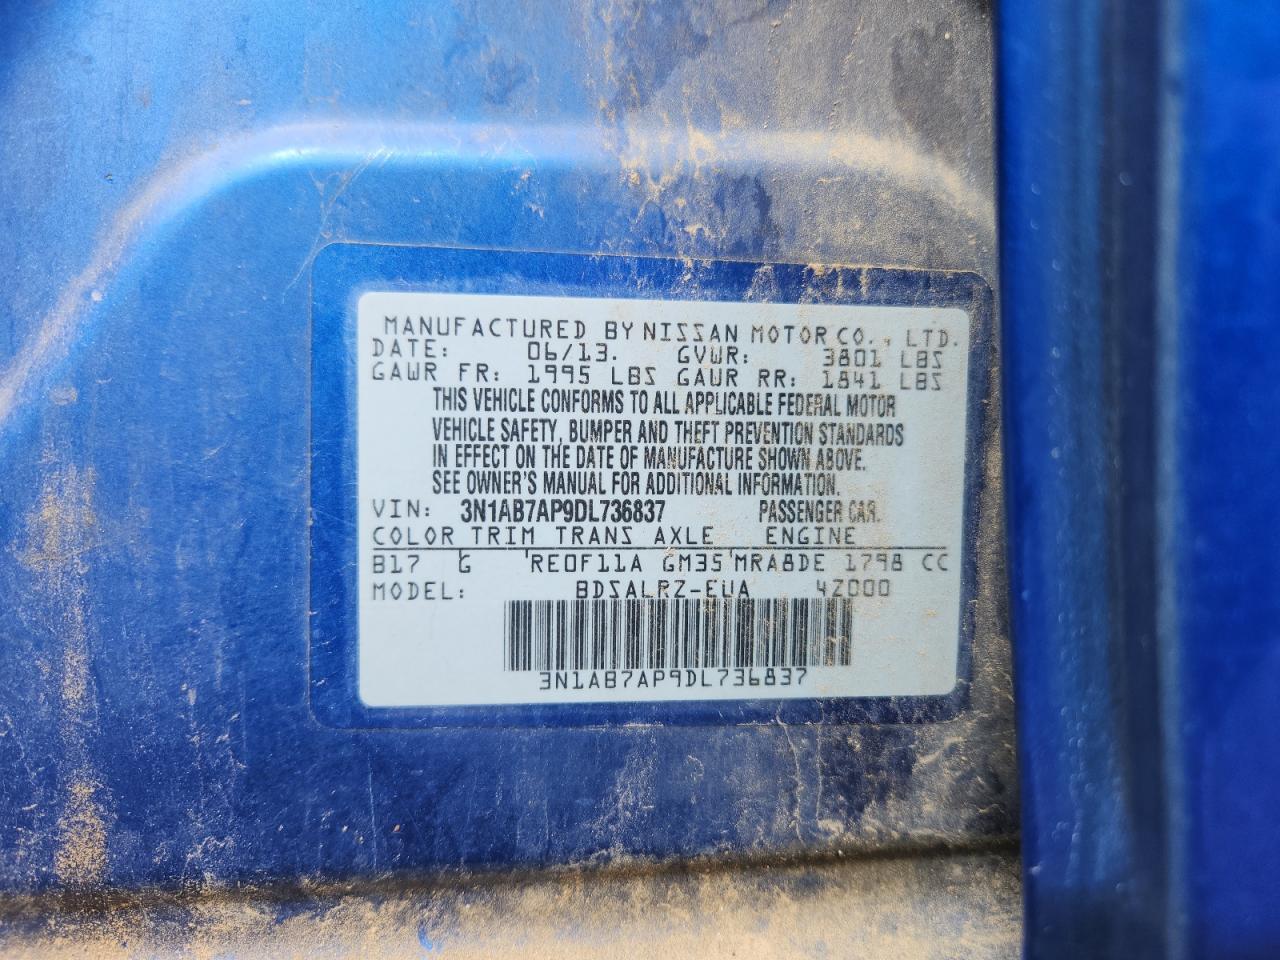 MANUFACTURED BY NISSAN MOTOR CO., LTD.
DATE: 06/13. GVWR: 3801 LBS
GAWR FR: 1995 LBS GAWR RR: 1841 LBS
THIS VEHICLE CONFORMS TO ALL APPLICABLE FEDERAL MOTOR
VEHICLE SAFETY, BUMPER AND THEFT PREVENTION STANDARDS
IN EFFECT ON THE DATE OF MANUFACTURE SHOWN ABOVE.
SEE OWNER'S MANUAL FOR ADDITIONAL INFORMATION.
VIN: 3N1AB7AP9DL736837 PASSENGER CAR.
COLOR TRIM TRANS AXLE ENGINE
B17 G RE0F11A GM35 MRA8DE 1798 CC
MODEL: BDSALRZ-EUA 4Z000
3N1AB7AP9DL736837